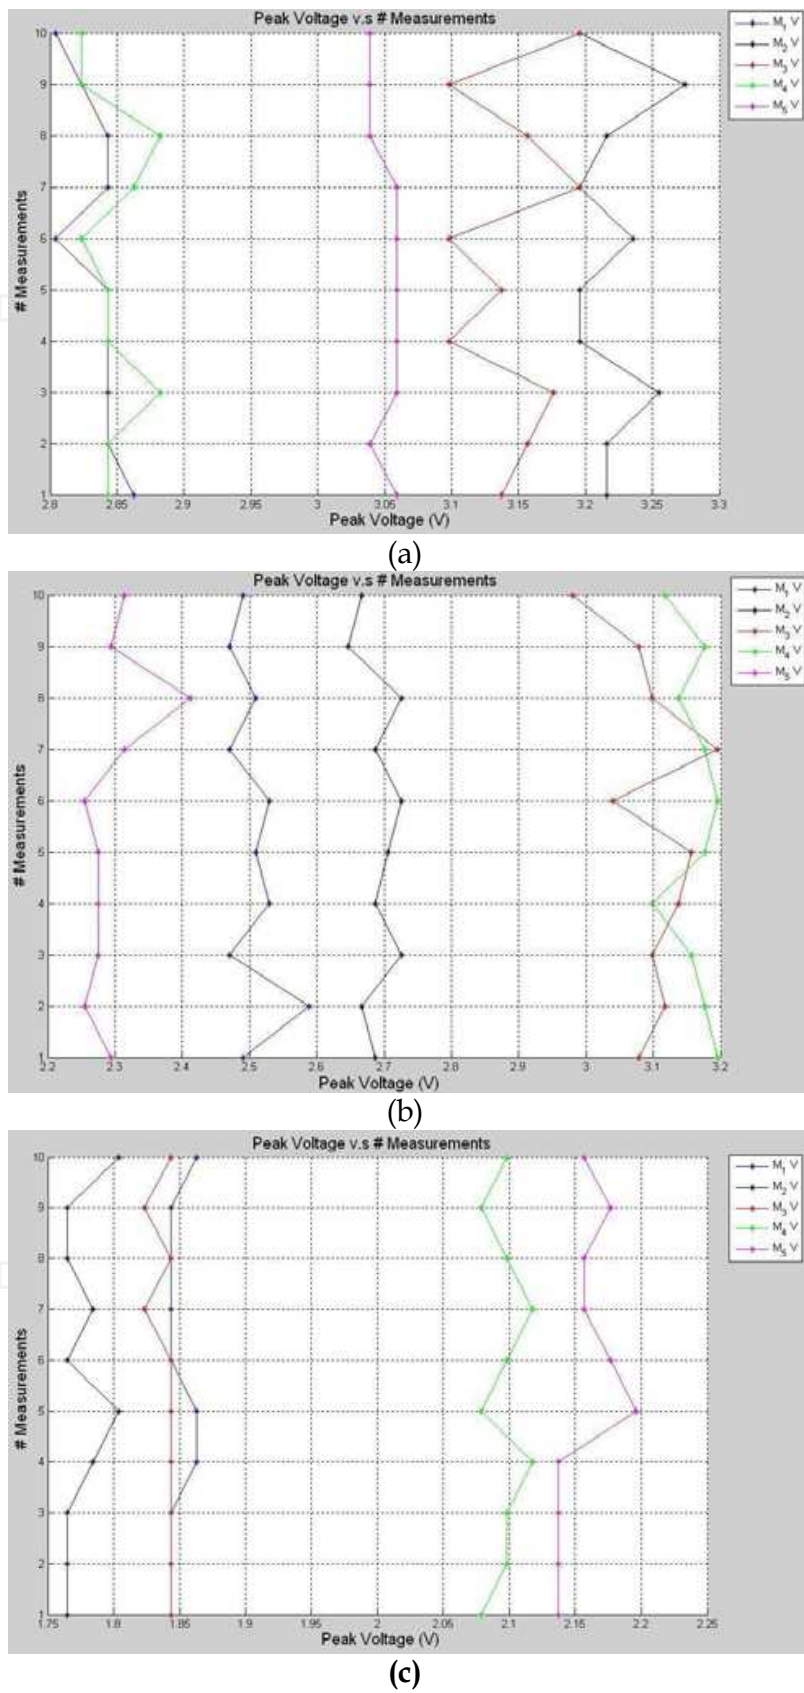 Peak Voltage v.s # Measurements
M1 V
M2 V
M3 V
M4 V
M5 V
10
9
8
7
6
5
4
3
2
1
# Measurements
2.8 2.85 2.9 2.95 3 3.05 3.1 3.15 3.2 3.25 3.3
Peak Voltage (V)
(a)
Peak Voltage v.s # Measurements
M1 V
M2 V
M3 V
M4 V
M5 V
10
9
8
7
6
5
4
3
2
1
# Measurements
2.2 2.3 2.4 2.5 2.6 2.7 2.8 2.9 3 3.1 3.2
Peak Voltage (V)
(b)
Peak Voltage v.s # Measurements
M1 V
M2 V
M3 V
M4 V
M5 V
10
9
8
7
6
5
4
3
2
1
# Measurements
1.75 1.8 1.85 1.9 1.95 2 2.05 2.1 2.15 2.2 2.25
Peak Voltage (V)
(c)